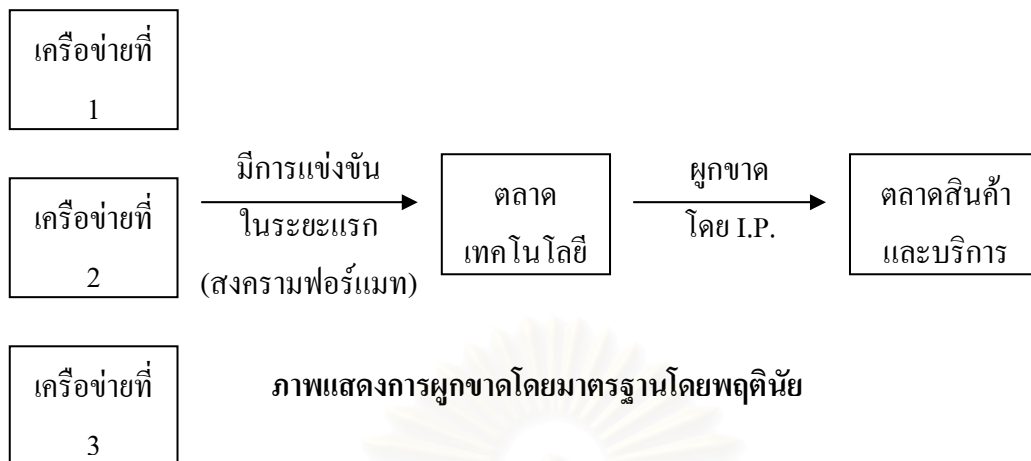 เครือข่ายที่
1
เครือข่ายที่
2
เครือข่ายที่
3
มีการแข่งขัน
ในระยะแรก
(สงครามฟอร์แมท)
ตลาด
เทคโนโลยี
ผูกขาด
โดย I.P.
ตลาดสินค้า
และบริการ
ภาพแสดงการผูกขาดโดยมาตรฐานโดยพฤตินัย